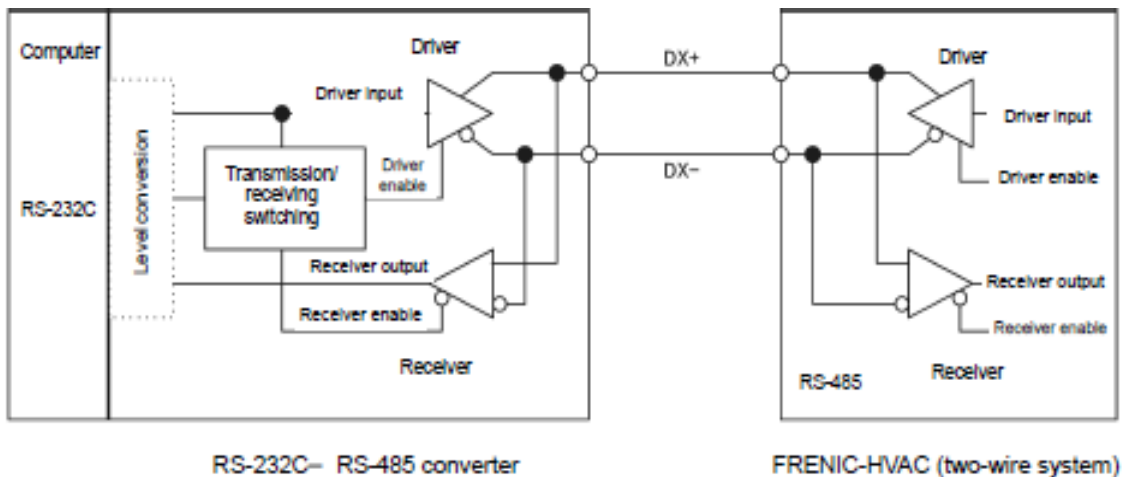 Computer
RS-232C
Level conversion
Driver
Driver input
Transmission/
receiving
switching
Driver
enable
Receiver output
Receiver enable
Receiver
DX+
DX−
Driver
Driver input
Driver enable
Receiver output
Receiver enable
Receiver
RS-485
RS-232C− RS-485 converter
FRENIC-HVAC (two-wire system)